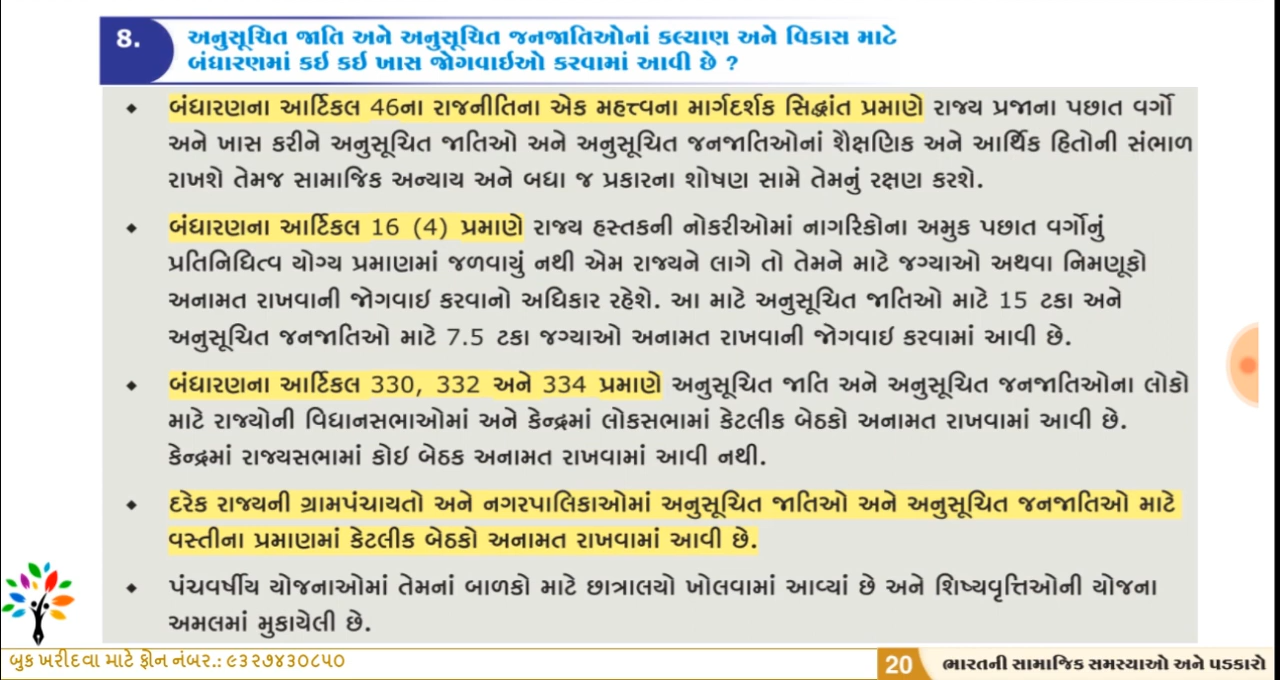 8.
અનુસૂચિત જાતિ અને અનુસૂચિત જનજાતિઓનાં કલ્યાણ અને વિકાસ માટે
બંધારણમાં કઇ કઇ ખાસ જોગવાઇઓ કરવામાં આવી છે ?
◆ બંધારણના આર્ટિકલ 46ના રાજનીતિના એક મહત્ત્વના માર્ગદર્શક સિદ્ધાંત પ્રમાણે રાજ્ય પ્રજાના પછાત વર્ગો
અને ખાસ કરીને અનુસૂચિત જાતિઓ અને અનુસૂચિત જનજાતિઓનાં શૈક્ષણિક અને આર્થિક હિતોની સંભાળ
રાખશે તેમજ સામાજિક અન્યાય અને બધા જ પ્રકારના શોષણ સામે તેમનું રક્ષણ કરશે.
◆ બંધારણના આર્ટિકલ 16 (4) પ્રમાણે રાજ્ય હસ્તકની નોકરીઓમાં નાગરિકોના અમુક પછાત વર્ગોનું
પ્રતિનિધિત્વ યોગ્ય પ્રમાણમાં જળવાયું નથી એમ રાજ્યને લાગે તો તેમને માટે જગ્યાઓ અથવા નિમણૂકો
અનામત રાખવાની જોગવાઇ કરવાનો અધિકાર રહેશે. આ માટે અનુસૂચિત જાતિઓ માટે 15 ટકા અને
અનુસૂચિત જનજાતિઓ માટે 7.5 ટકા જગ્યાઓ અનામત રાખવાની જોગવાઇ કરવામાં આવી છે.
◆ બંધારણના આર્ટિકલ 330, 332 અને 334 પ્રમાણે અનુસૂચિત જાતિ અને અનુસૂચિત જનજાતિઓના લોકો
માટે રાજ્યોની વિધાનસભાઓમાં અને કેન્દ્રમાં લોકસભામાં કેટલીક બેઠકો અનામત રાખવામાં આવી છે.
કેન્દ્રમાં રાજ્યસભામાં કોઇ બેઠક અનામત રાખવામાં આવી નથી.
◆ દરેક રાજ્યની ગ્રામપંચાયતો અને નગરપાલિકાઓમાં અનુસૂચિત જાતિઓ અને અનુસૂચિત જનજાતિઓ માટે
વસ્તીના પ્રમાણમાં કેટલીક બેઠકો અનામત રાખવામાં આવી છે.
◆ પંચવર્ષીય યોજનાઓમાં તેમનાં બાળકો માટે છાત્રાલયો ખોલવામાં આવ્યાં છે અને શિષ્યવૃત્તિઓની યોજના
અમલમાં મુકાયેલી છે.
બુક ખરીદવા માટે ફોન નંબર.: ૯૩૨૭૪૩૦૮૫૦
20 ભારતની સામાજિક સમસ્યાઓ અને પડકારો